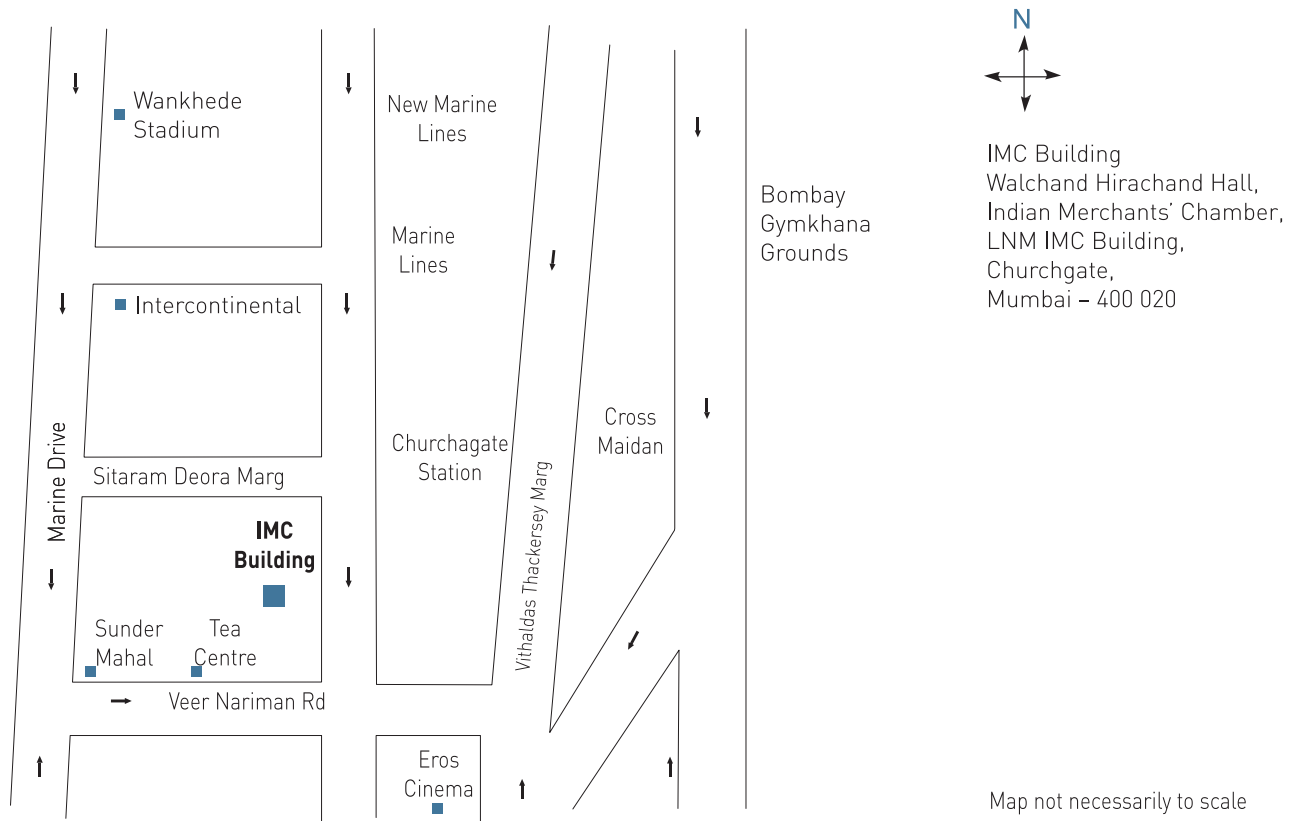 N
Wankhede
Stadium
New Marine
Lines
IMC Building
Walchand Hirachand Hall,
Indian Merchants’ Chamber,
LNM IMC Building,
Churchgate,
Mumbai – 400 020
Bombay
Gymkhana
Grounds
Marine
Lines
Intercontinental
Marine Drive
Sitaram Deora Marg
Churchagate
Station
Cross
Maidan
Vithaldas Thackersey Marg
IMC
Building
Sunder
Mahal
Tea
Centre
Veer Nariman Rd
Eros
Cinema
Map not necessarily to scale